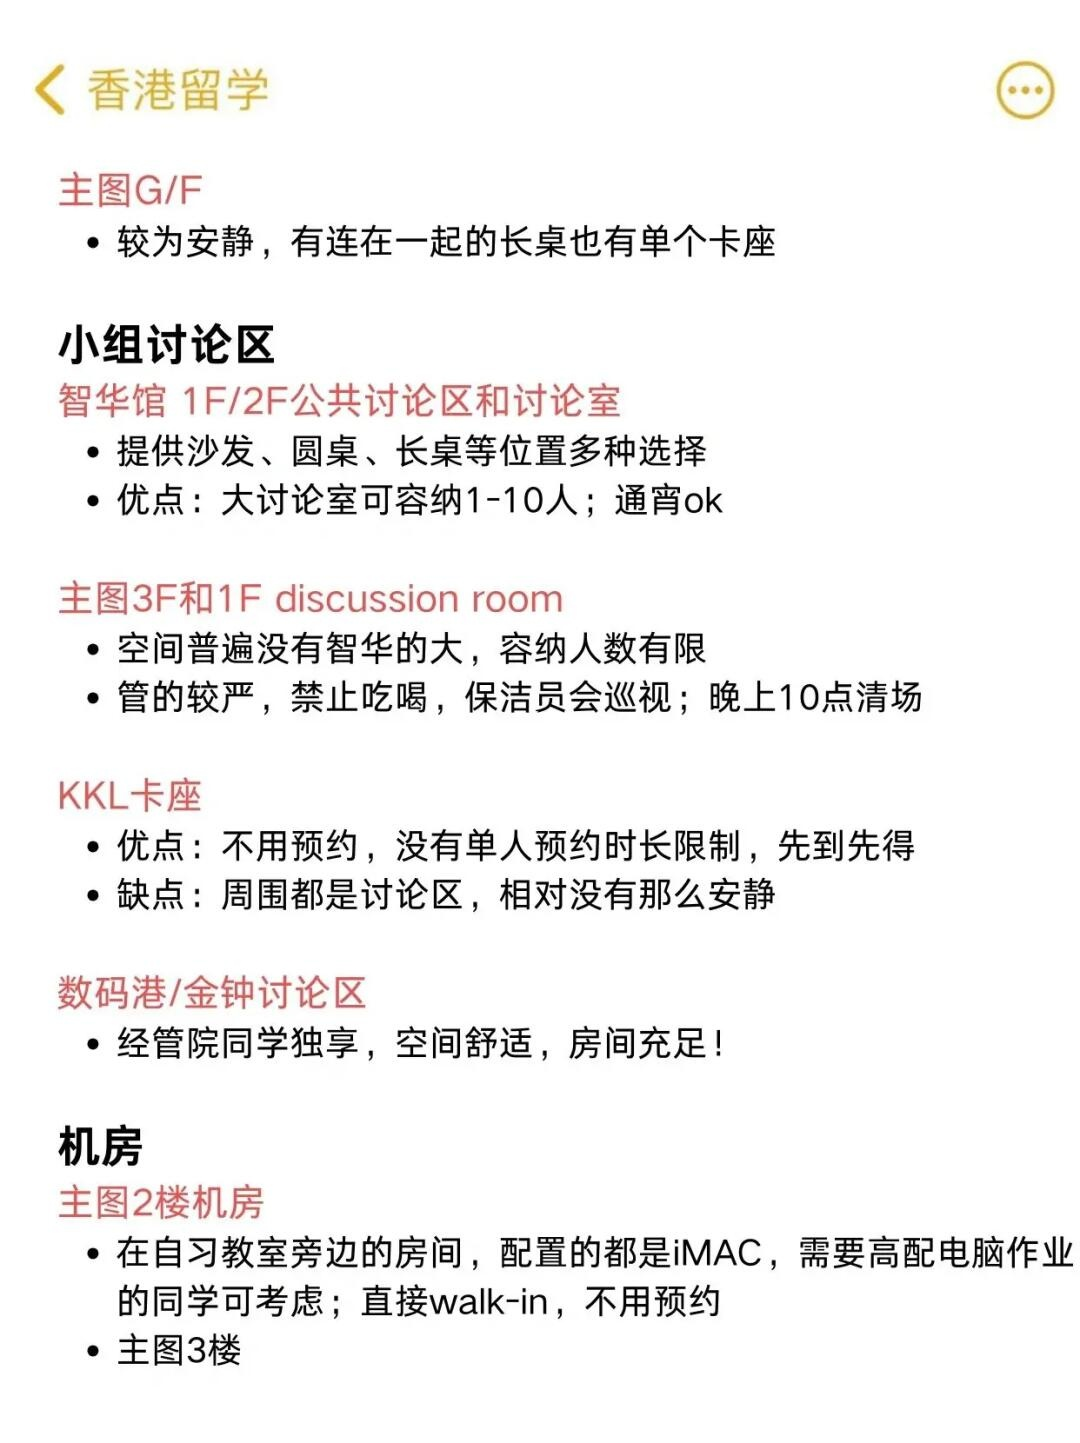 香港留学
主图G/F
• 较为安静，有连在一起的长桌也有单个卡座
小组讨论区
智华馆 1F/2F公共讨论区和讨论室
• 提供沙发、圆桌、长桌等位置多种选择
• 优点：大讨论室可容纳1-10人；通宵ok
主图3F和1F discussion room
• 空间普遍没有智华的大，容纳人数有限
• 管的较严，禁止吃喝，保洁员会巡视；晚上10点清场
KKL卡座
• 优点：不用预约，没有单人预约时长限制，先到先得
• 缺点：周围都是讨论区，相对没有那么安静
数码港/金钟讨论区
• 经管院同学独享，空间舒适，房间充足！
机房
主图2楼机房
• 在自习教室旁边的房间，配置的都是iMAC，需要高配电脑作业
的同学可考虑；直接walk-in，不用预约
• 主图3楼